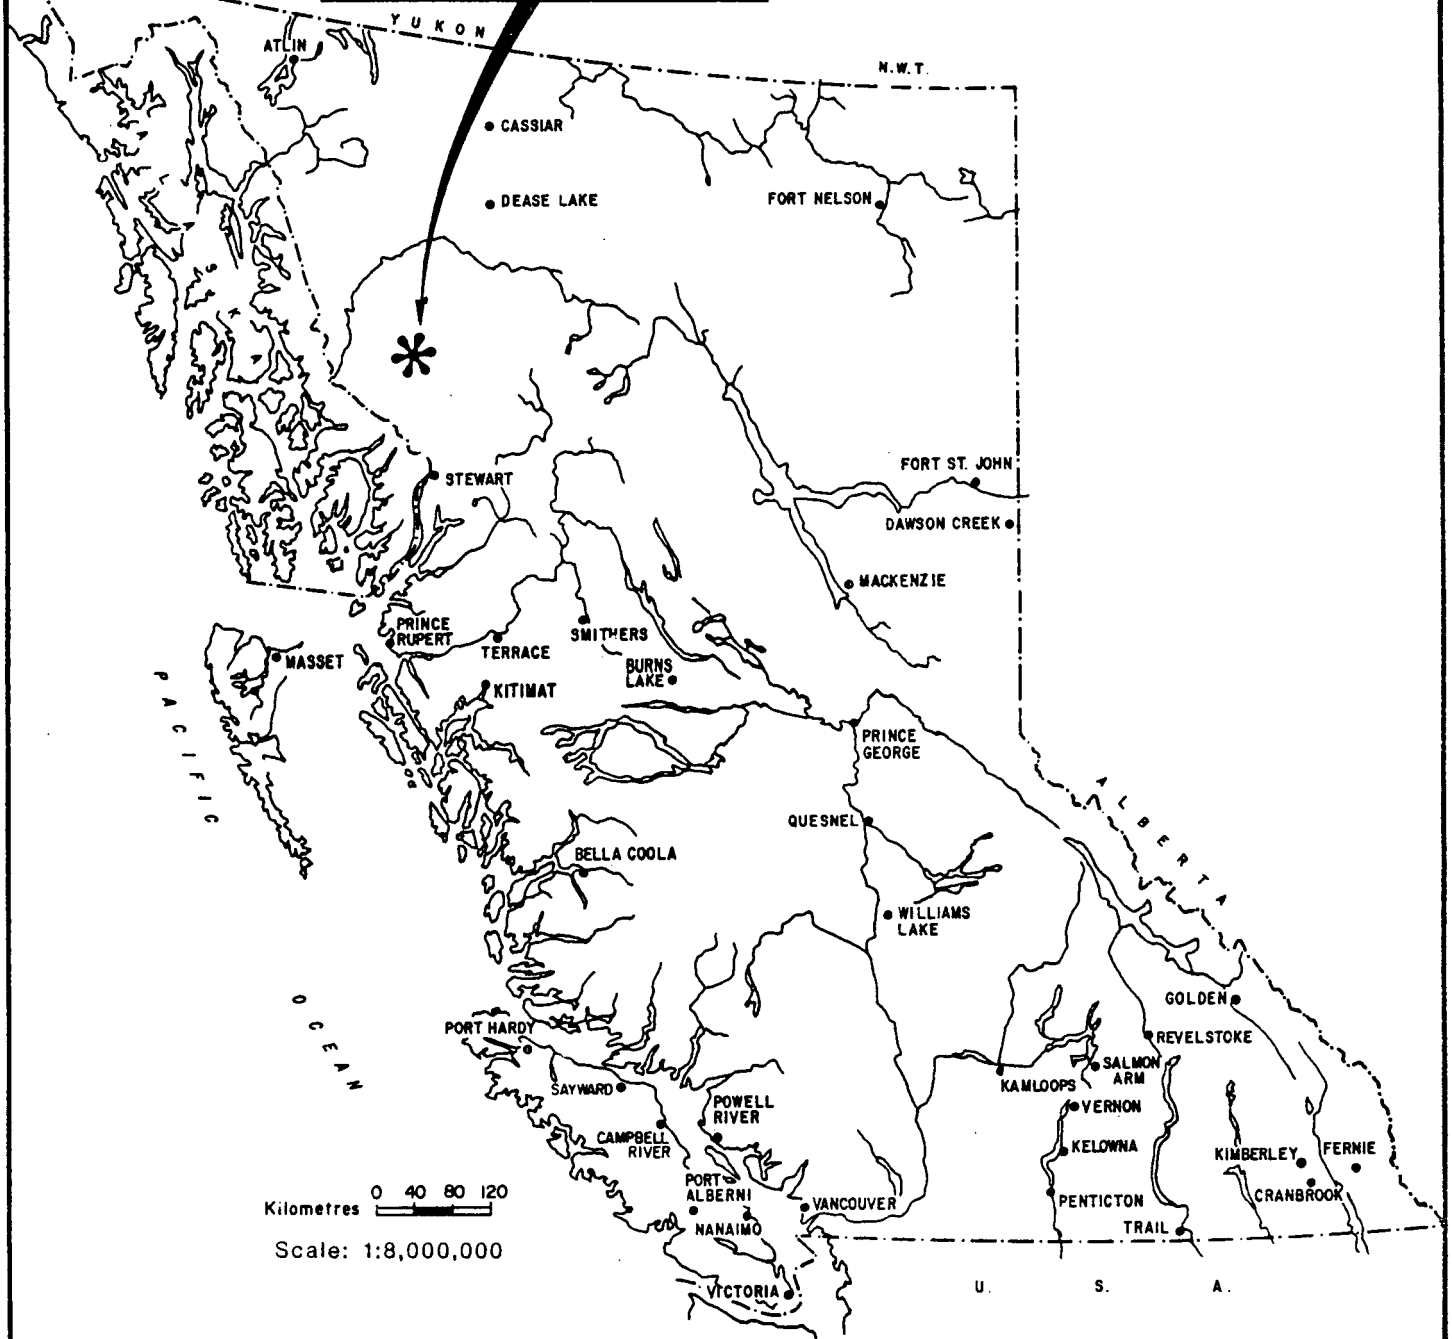 YUKON
N.W.T.
ATLIN
CASSIAR
DEASE LAKE
FORT NELSON
ALASKA
STEWART
FORT ST. JOHN
DAWSON CREEK
MACKENZIE
PRINCE
RUPERT
TERRACE
SMITHERS
MASSET
KITIMAT
BURNS
LAKE
PACIFIC
PRINCE
GEORGE
QUESNEL
ALBERTA
BELLA COOLA
WILLIAMS
LAKE
OCEAN
GOLDEN
PORT HARDY
REVELSTOKE
SALMON
ARM
KAMLOOPS
SAYWARD
POWELL
RIVER
VERNON
CAMPBELL
RIVER
KELOWNA
KIMBERLEY
FERNIE
PORT
ALBERNI
CRANBROOK
PENTICTON
VANCOUVER
NANAIMO
TRAIL
Kilometres 0 40 80 120
Scale: 1:8,000,000
VICTORIA
U. S. A.